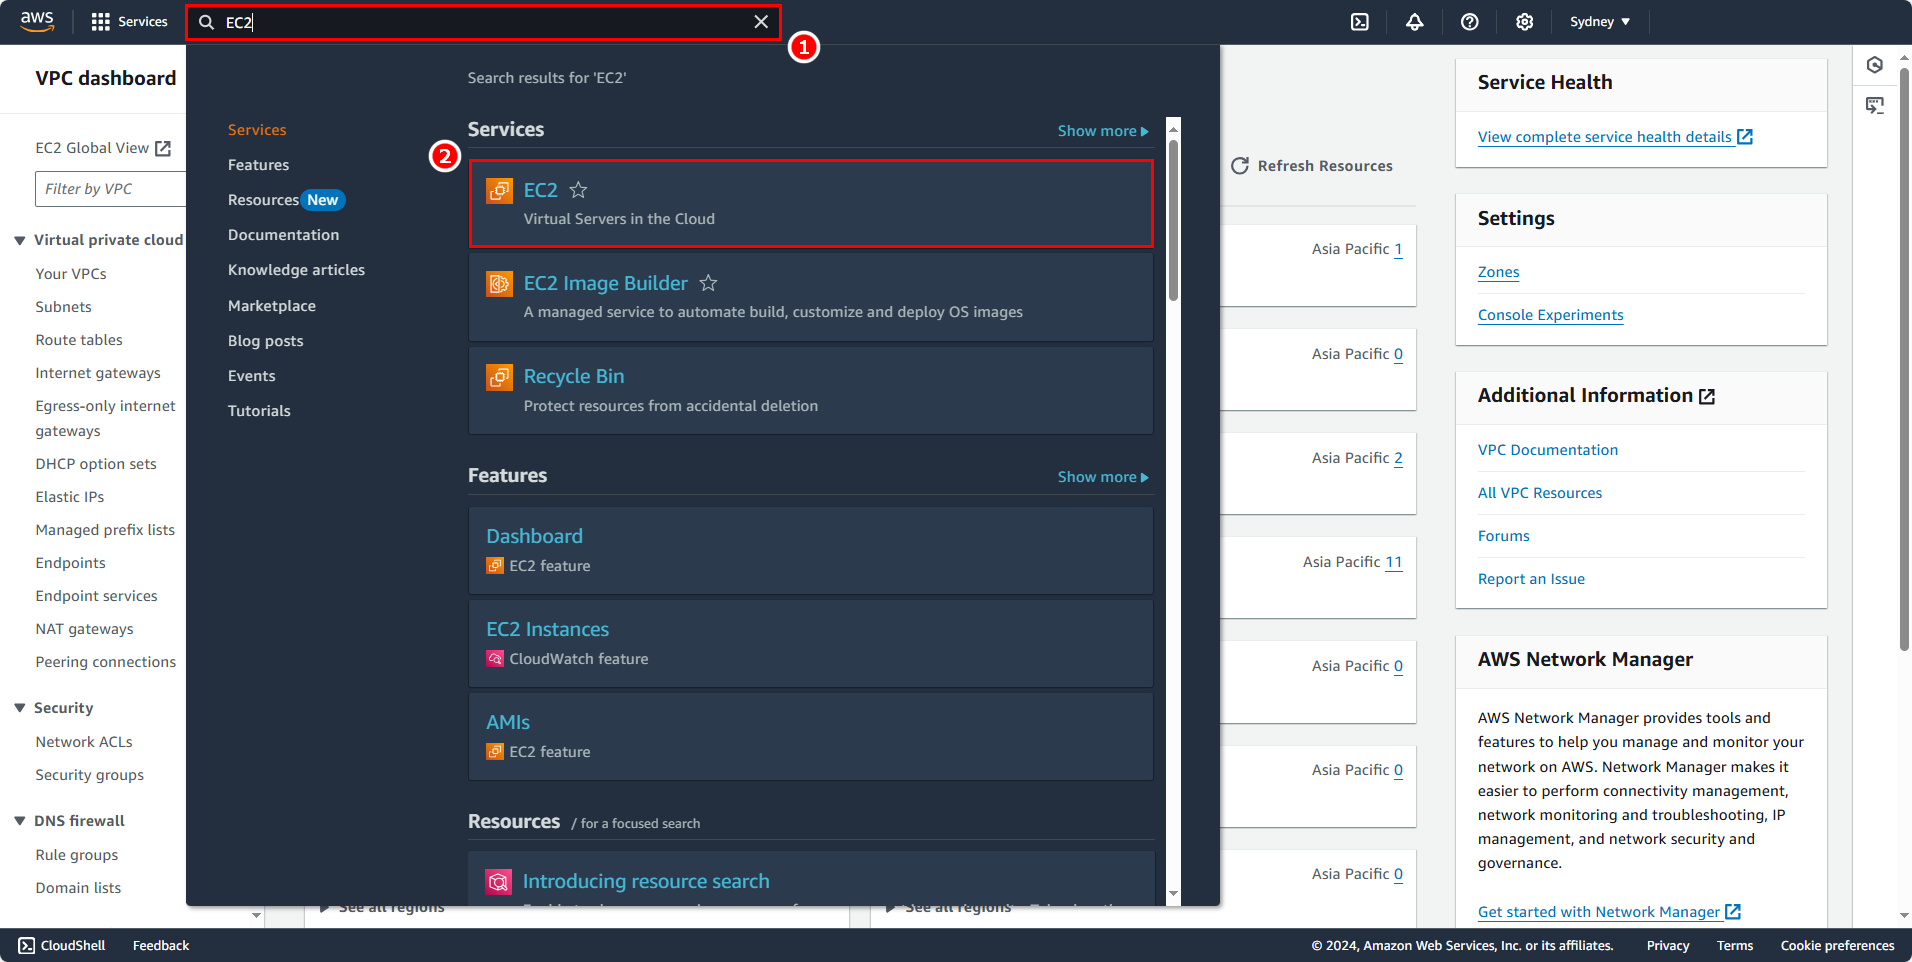 aws
Services
EC2
1
Sydney
VPC dashboard
EC2 Global View
Filter by VPC
Virtual private cloud
Your VPCs
Subnets
Route tables
Internet gateways
Egress-only internet
gateways
DHCP option sets
Elastic IPs
Managed prefix lists
Endpoints
Endpoint services
NAT gateways
Peering connections
Security
Network ACLs
Security groups
DNS firewall
Rule groups
Domain lists
Services
Features
Resources New
Documentation
Knowledge articles
Marketplace
Blog posts
Events
Tutorials
Search results for 'EC2'
Services
Show more
2
EC2
Virtual Servers in the Cloud
EC2 Image Builder
A managed service to automate build, customize and deploy OS images
Recycle Bin
Protect resources from accidental deletion
Features
Show more
Dashboard
EC2 feature
EC2 Instances
CloudWatch feature
AMIs
EC2 feature
Resources / for a focused search
Introducing resource search
See all regions
See all regions
Refresh Resources
Asia Pacific 1
Asia Pacific 0
Asia Pacific 2
Asia Pacific 11
Asia Pacific 0
Asia Pacific 0
Asia Pacific 0
Service Health
View complete service health details
Settings
Zones
Console Experiments
Additional Information
VPC Documentation
All VPC Resources
Forums
Report an Issue
AWS Network Manager
AWS Network Manager provides tools and
features to help you manage and monitor your
network on AWS. Network Manager makes it
easier to perform connectivity management,
network monitoring and troubleshooting, IP
management, and network security and
governance.
Get started with Network Manager
CloudShell
Feedback
© 2024, Amazon Web Services, Inc. or its affiliates.
Privacy
Terms
Cookie preferences